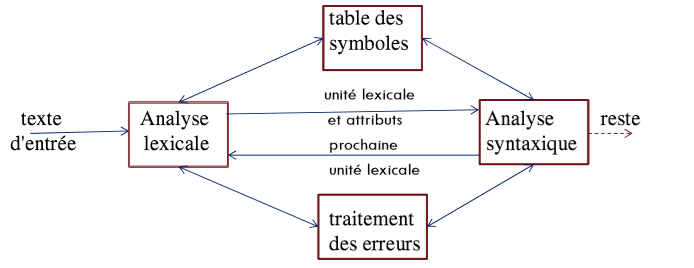 table des
symboles
texte
d'entrée
Analyse
lexicale
unité lexicale
et attributs
prochaine
unité lexicale
Analyse
syntaxique
reste
traitement
des erreurs